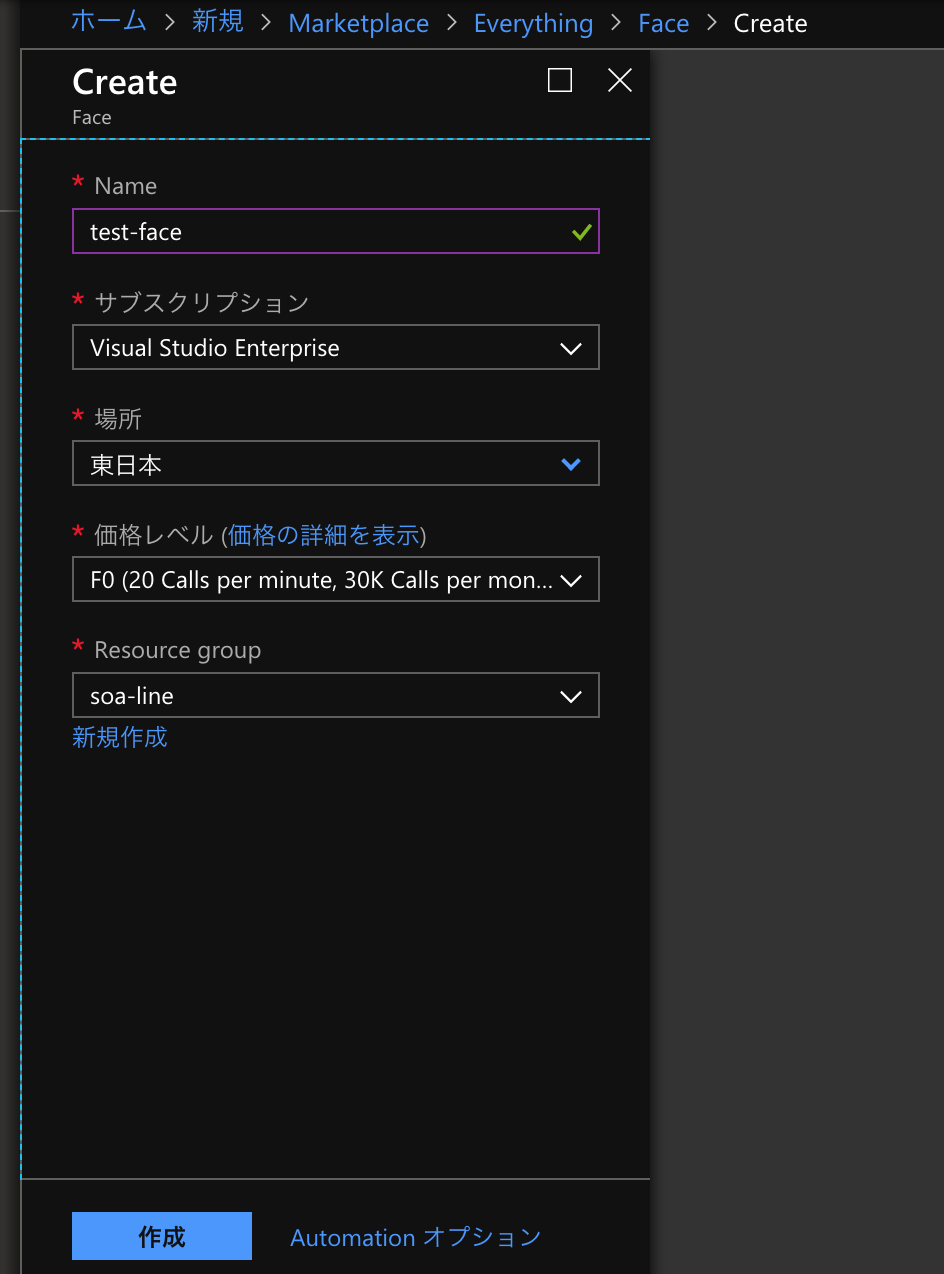 ホーム > 新規 > Marketplace > Everything > Face > Create
Create
Face
* Name
test-face
* サブスクリプション
Visual Studio Enterprise
* 場所
東日本
* 価格レベル (価格の詳細を表示)
F0 (20 Calls per minute, 30K Calls per mon...
* Resource group
soa-line
新規作成
作成 Automation オプション